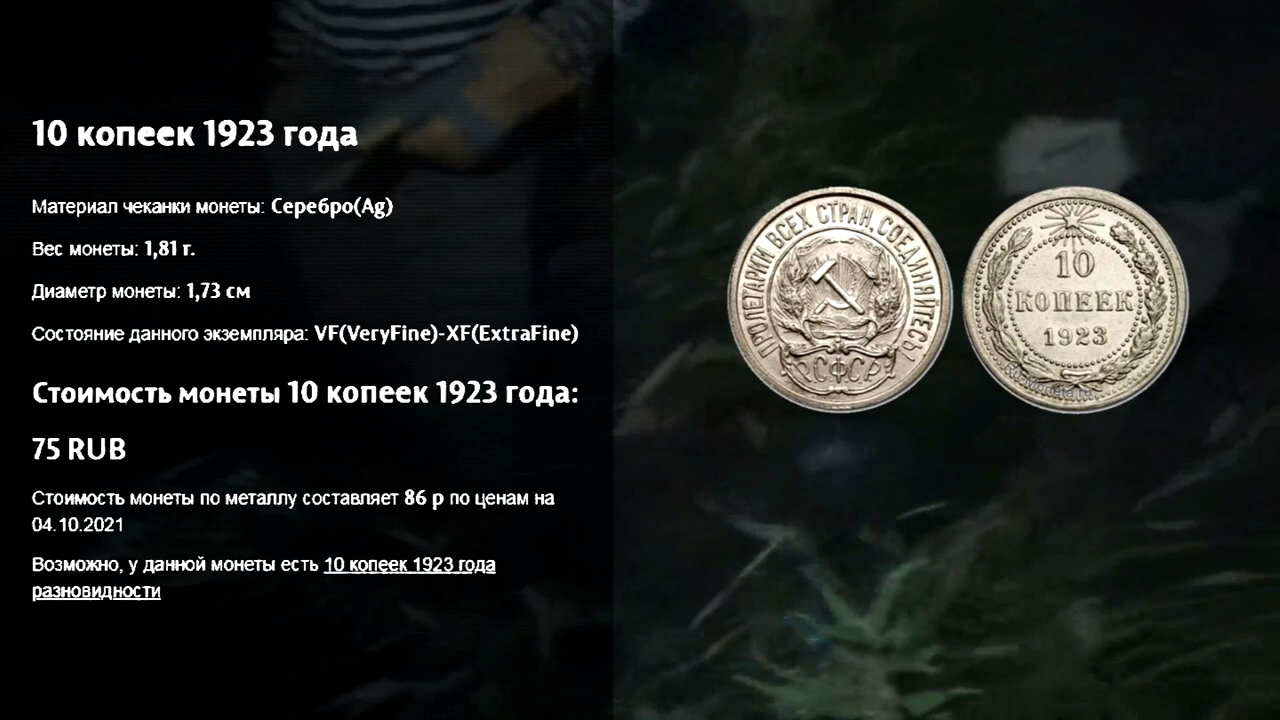 10 копеек 1923 года
Материал чеканки монеты: Серебро(Ag)
Вес монеты: 1,81 г.
Диаметр монеты: 1,73 см
Состояние данного экземпляра: VF(VeryFine)-XF(ExtraFine)
Стоимость монеты 10 копеек 1923 года:
75 RUB
Стоимость монеты по металлу составляет 86 р по ценам на
04.10.2021
Возможно, у данной монеты есть 10 копеек 1923 года
разновидности
ПРОЛЕТАРИИ ВСЕХ СТРАН, СОЕДИНЯЙТЕСЬ!
РСФСР
10
КОПЕЕК
1923